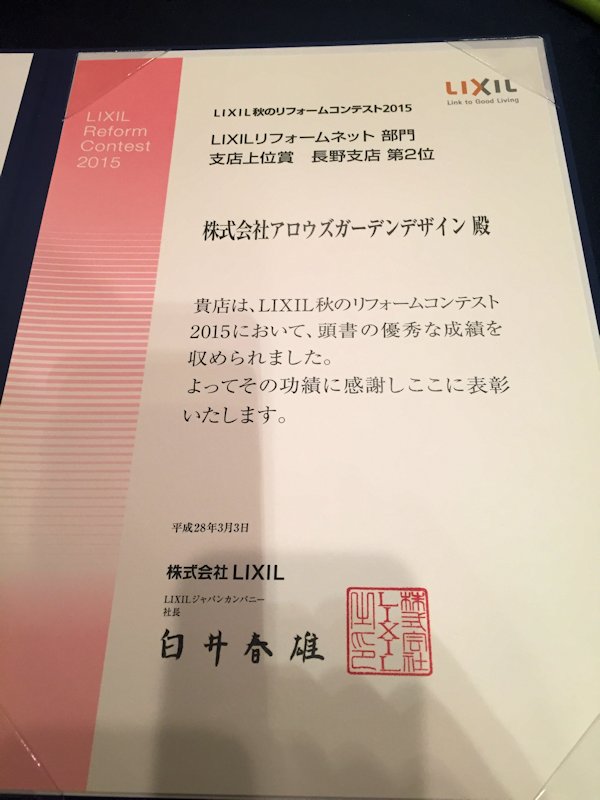 LIXIL
Reform
Contest
2015
LIXIL
Link to Good Living
LIXIL秋のリフォームコンテスト2015
LIXILリフォームネット 部門
支店上位賞 長野支店 第2位
株式会社アロウズガーデンデザイン 殿
貴店は、LIXIL秋のリフォームコンテスト
2015において、頭書の優秀な成績を
収められました。
よってその功績に感謝しここに表彰
いたします。
平成28年3月3日
株式会社 LIXIL
LIXILジャパンカンパニー
社長
白井春雄
株式会社
LIXIL
之印